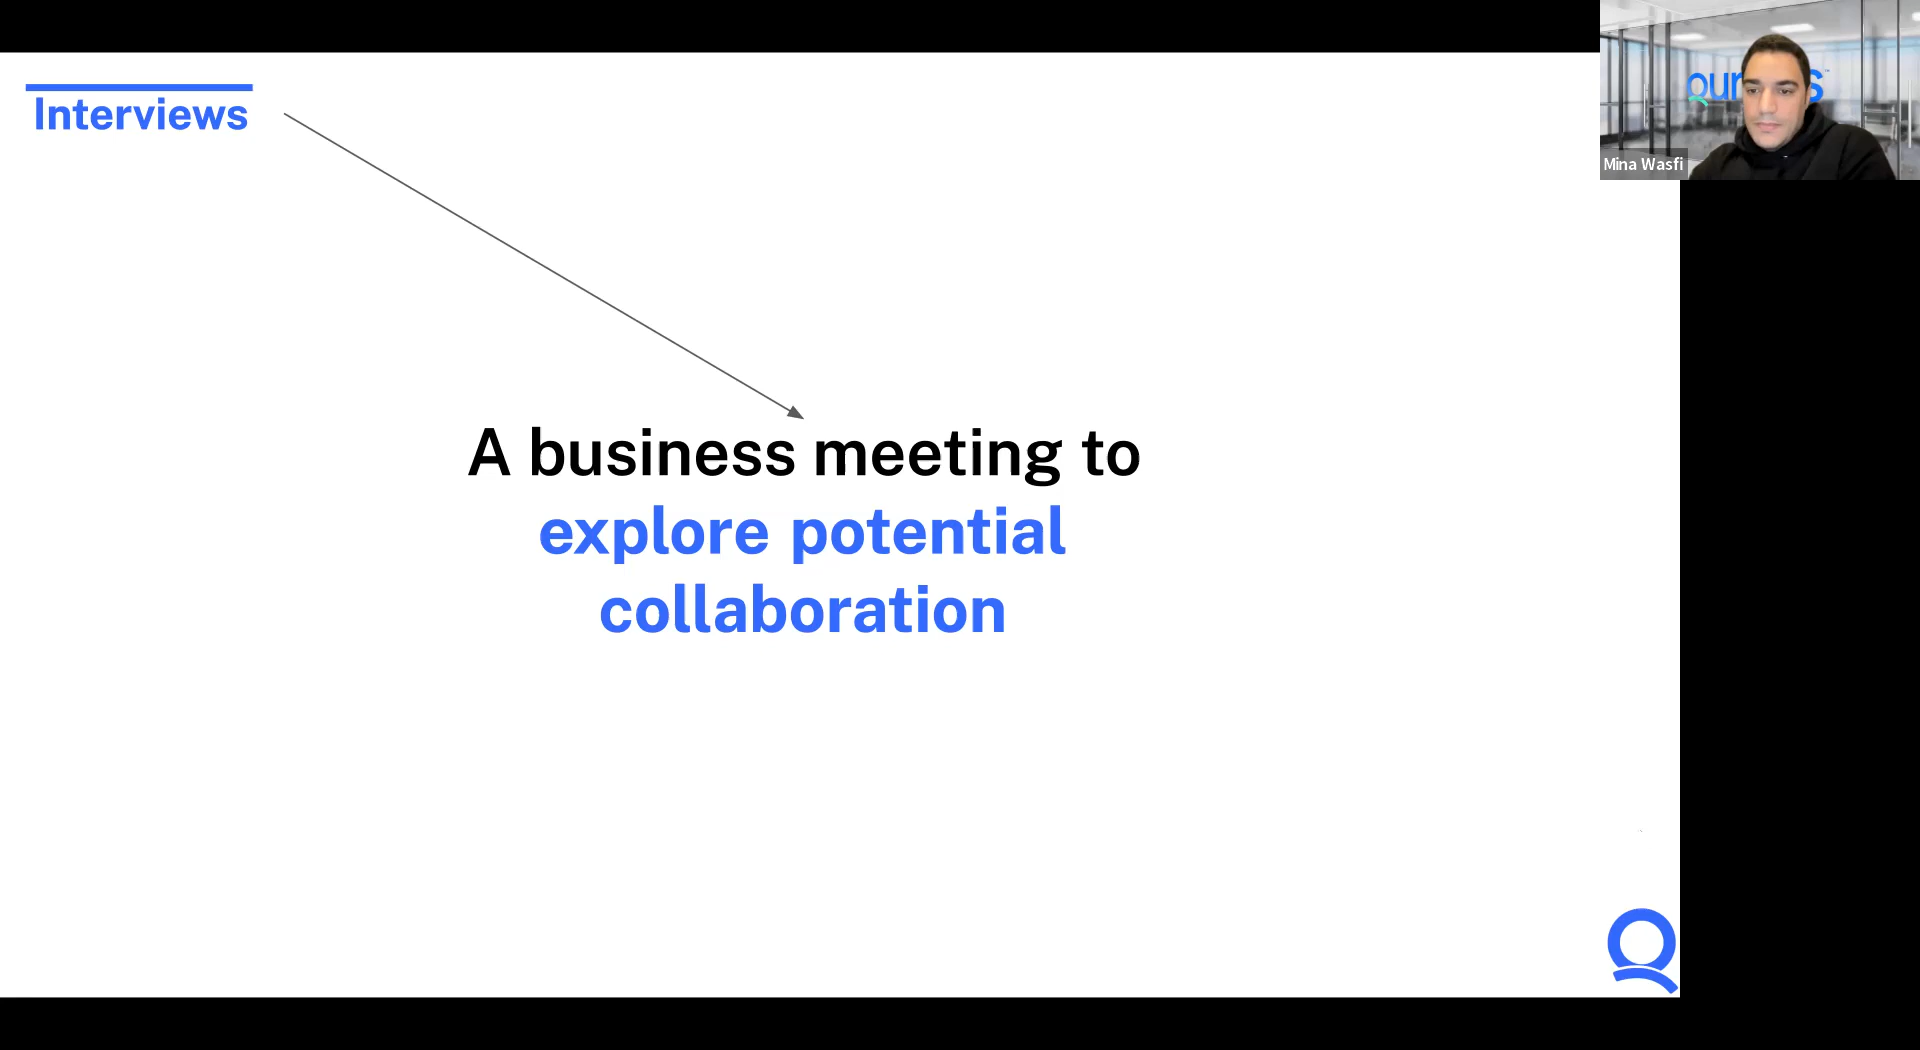 Interviews
A business meeting to
explore potential
collaboration
Mina Wasfi